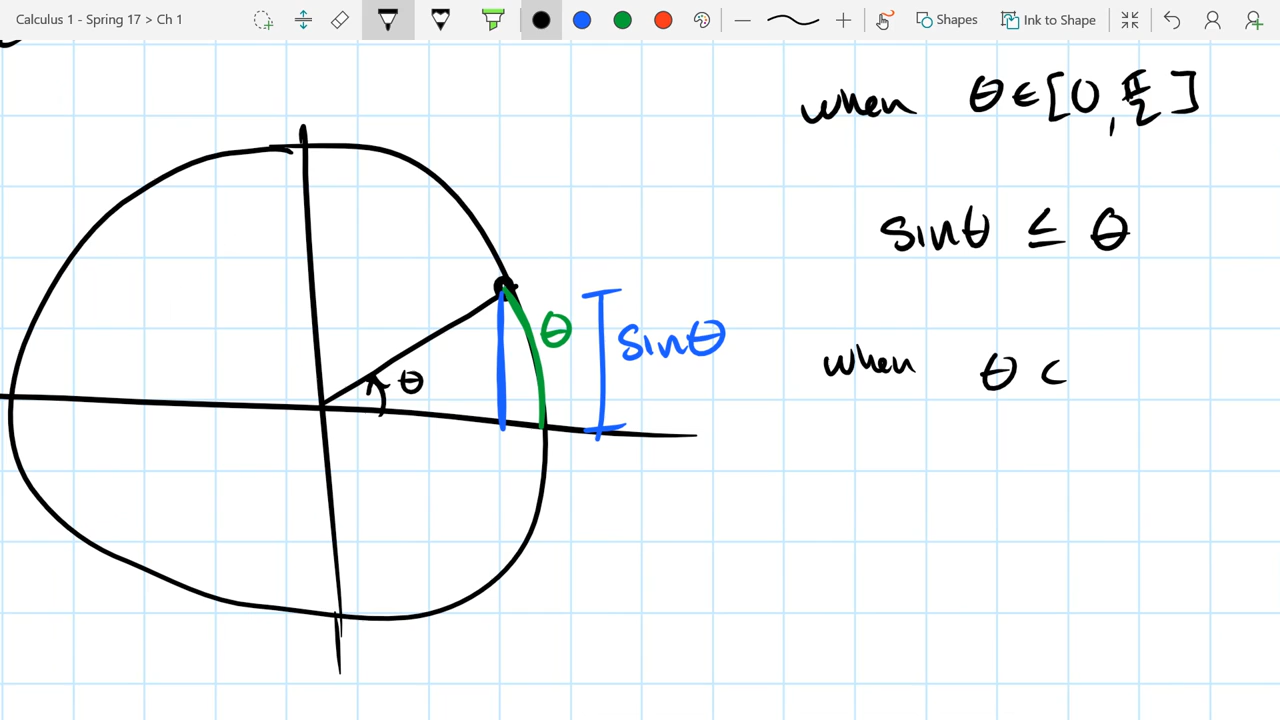 Calculus 1 - Spring 17 > Ch 1
Shapes
Ink to Shape
when θ ∈ [0, π/2]
sinθ ≤ θ
θ
sinθ
θ
when θ <